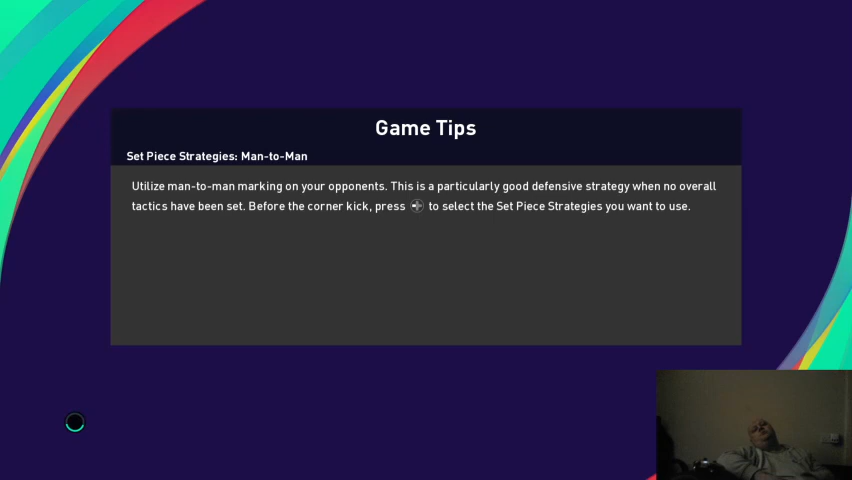 Game Tips
Set Piece Strategies: Man-to-Man
Utilize man-to-man marking on your opponents. This is a particularly good defensive strategy when no overall
tactics have been set. Before the corner kick, press to select the Set Piece Strategies you want to use.